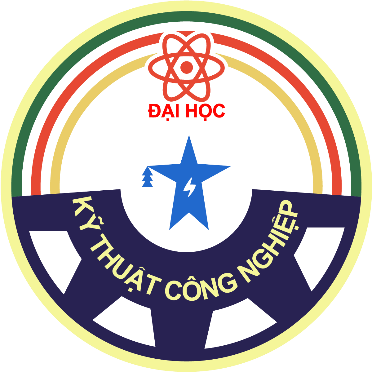 ĐẠI HỌC
KỸ THUẬT CÔNG NGHIỆP